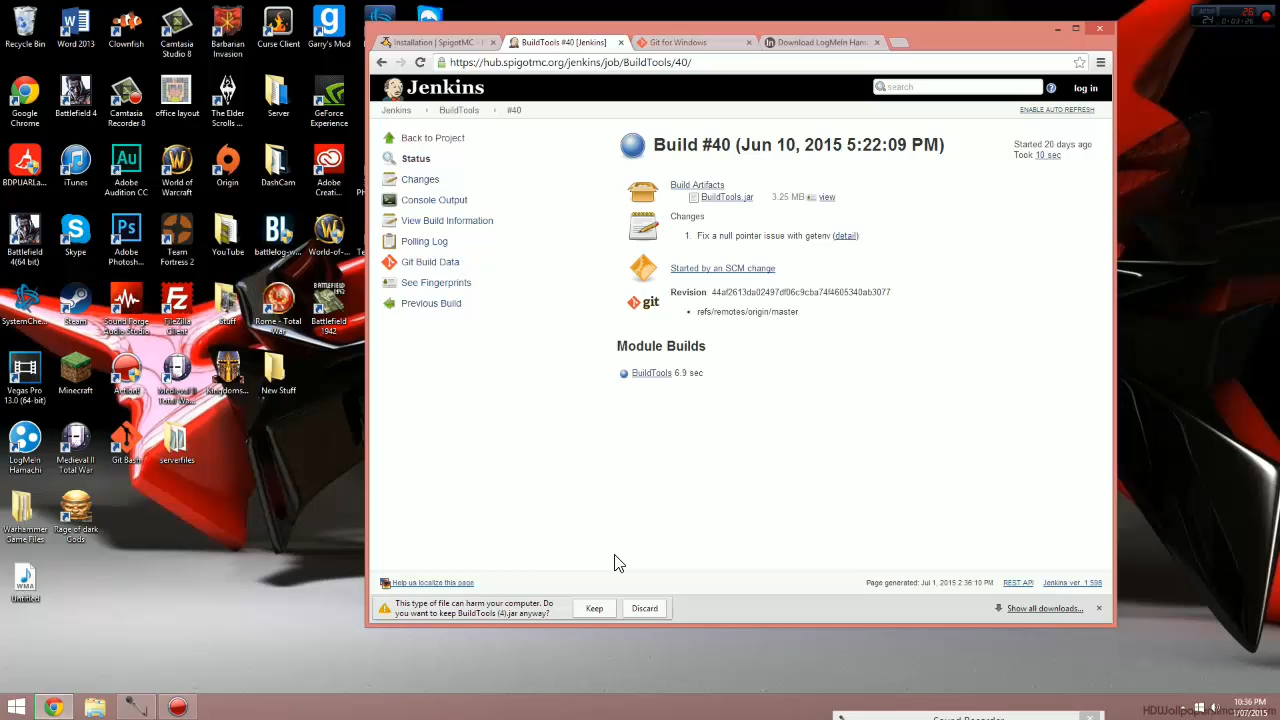 Recycle Bin
Word 2013
Clownfish
Camtasia Studio 8
Barbarian Invasion
Curse Client
Garry's Mod
Google Chrome
Battlefield 4
Camtasia Recorder 8
office layout
The Elder Scrolls ...
Server
GeForce Experience
BDPUARLa...
iTunes
Adobe Audition CC
World of Warcraft
Origin
DashCam
Adobe Creati...
Battlefield 4(64 bit)
Skype
Adobe Photosh...
Team Fortress 2
YouTube
battlelog-w...
World-of-...
SystemChe...
Steam
Sound Forge Audio Studio
FileZilla Client
Stuff
Rome - Total War
Battlefield 1942
Vegas Pro 13.0 (64-bit)
Minecraft
Action!
Medieval II Total Wa...
Kingdoms...
New Stuff
LogMeIn Hamachi
Medieval II Total War
Git Bash
serverfiles
Warhammer Game Files
Rage of dark Gods
WMA
Untitled
Installation | SpigotMC -
BuildTools #40 [Jenkins]
Git for Windows
Download LogMeIn Ham
https://hub.spigotmc.org/jenkins/job/BuildTools/40/
Jenkins
search
log in
Jenkins
BuildTools
#40
ENABLE AUTO REFRESH
Back to Project
Status
Changes
Console Output
View Build Information
Polling Log
Git Build Data
See Fingerprints
Previous Build
Build #40 (Jun 10, 2015 5:22:09 PM)
Started 20 days ago
Took 10 sec
Build Artifacts
BuildTools.jar 3.25 MB view
Changes
1. Fix a null pointer issue with getenv (detail)
Started by an SCM change
git
Revision: 44af2613da02497df06c9cba74f4605340ab3077
refs/remotes/origin/master
Module Builds
BuildTools 6.9 sec
Help us localize this page
Page generated: Jul 1, 2015 2:36:10 PM
REST API
Jenkins ver. 1.598
This type of file can harm your computer. Do
you want to keep BuildTools (4).jar anyway?
Keep
Discard
Show all downloads...
Sound Recorder
10:36 PM
1/07/2015
26
24
0:03:26